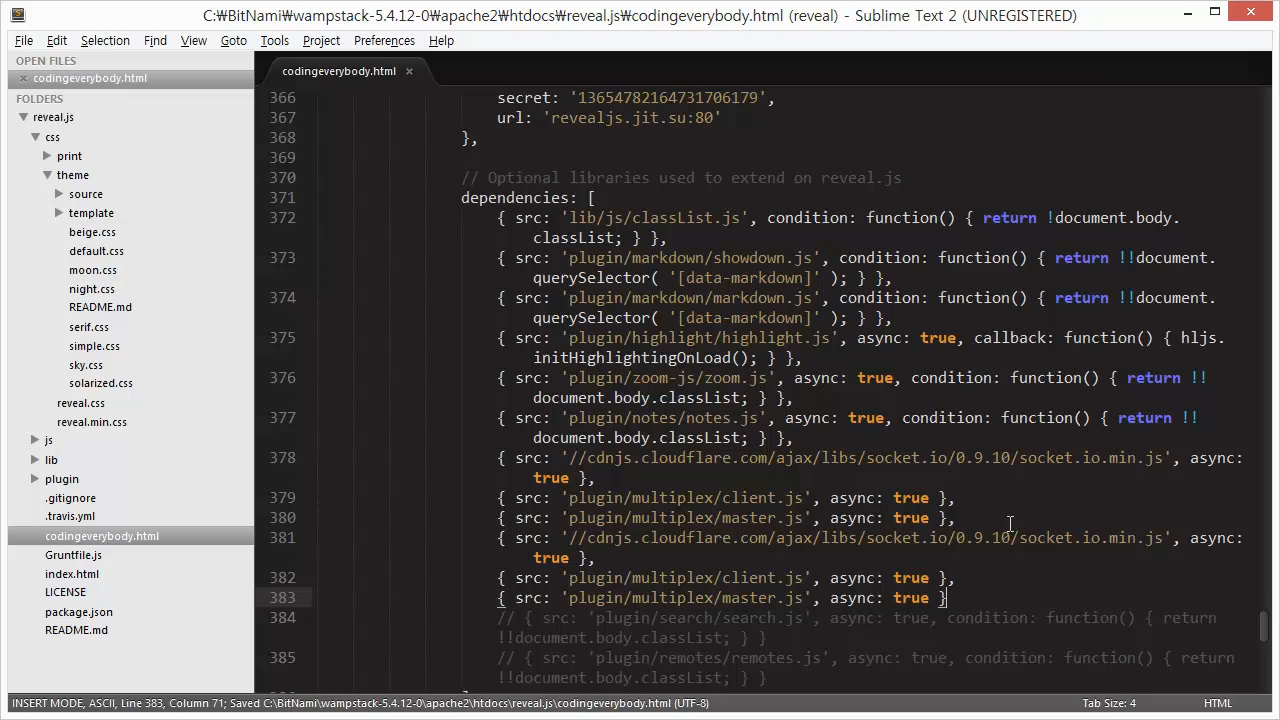 C:₩BitNami₩wampstack-5.4.12-0₩apache2₩htdocs₩reveal.js₩codingeverybody.html (reveal) - Sublime Text 2 (UNREGISTERED)
File Edit Selection Find View Goto Tools Project Preferences Help
OPEN FILES
codingeverybody.html
FOLDERS
reveal.js
css
print
theme
source
template
beige.css
default.css
moon.css
night.css
README.md
serif.css
simple.css
sky.css
solarized.css
reveal.css
reveal.min.css
js
lib
plugin
.gitignore
.travis.yml
codingeverybody.html
Gruntfile.js
index.html
LICENSE
package.json
README.md
codingeverybody.html
366 secret: '13654782164731706179',
367 url: 'revealjs.jit.su:80'
368 },
369
370 // Optional libraries used to extend on reveal.js
371 dependencies: [
372 { src: 'lib/js/classList.js', condition: function() { return !document.body.
classList; } },
373 { src: 'plugin/markdown/showdown.js', condition: function() { return !!document.
querySelector( '[data-markdown]' ); } },
374 { src: 'plugin/markdown/markdown.js', condition: function() { return !!document.
querySelector( '[data-markdown]' ); } },
375 { src: 'plugin/highlight/highlight.js', async: true, callback: function() { hljs.
initHighlightingOnLoad(); } },
376 { src: 'plugin/zoom-js/zoom.js', async: true, condition: function() { return !!
document.body.classList; } },
377 { src: 'plugin/notes/notes.js', async: true, condition: function() { return !!
document.body.classList; } },
378 { src: '//cdnjs.cloudflare.com/ajax/libs/socket.io/0.9.10/socket.io.min.js', async:
true },
379 { src: 'plugin/multiplex/client.js', async: true },
380 { src: 'plugin/multiplex/master.js', async: true },
381 { src: '//cdnjs.cloudflare.com/ajax/libs/socket.io/0.9.10/socket.io.min.js', async:
true },
382 { src: 'plugin/multiplex/client.js', async: true },
383 { src: 'plugin/multiplex/master.js', async: true }
384 // { src: 'plugin/search/search.js', async: true, condition: function() { return
!!document.body.classList; } }
385 // { src: 'plugin/remotes/remotes.js', async: true, condition: function() { return
!!document.body.classList; } }
INSERT MODE, ASCII, Line 383, Column 71; Saved C:\BitNami\wampstack-5.4.12-0\apache2\htdocs\reveal.js\codingeverybody.html (UTF-8) Tab Size: 4 HTML